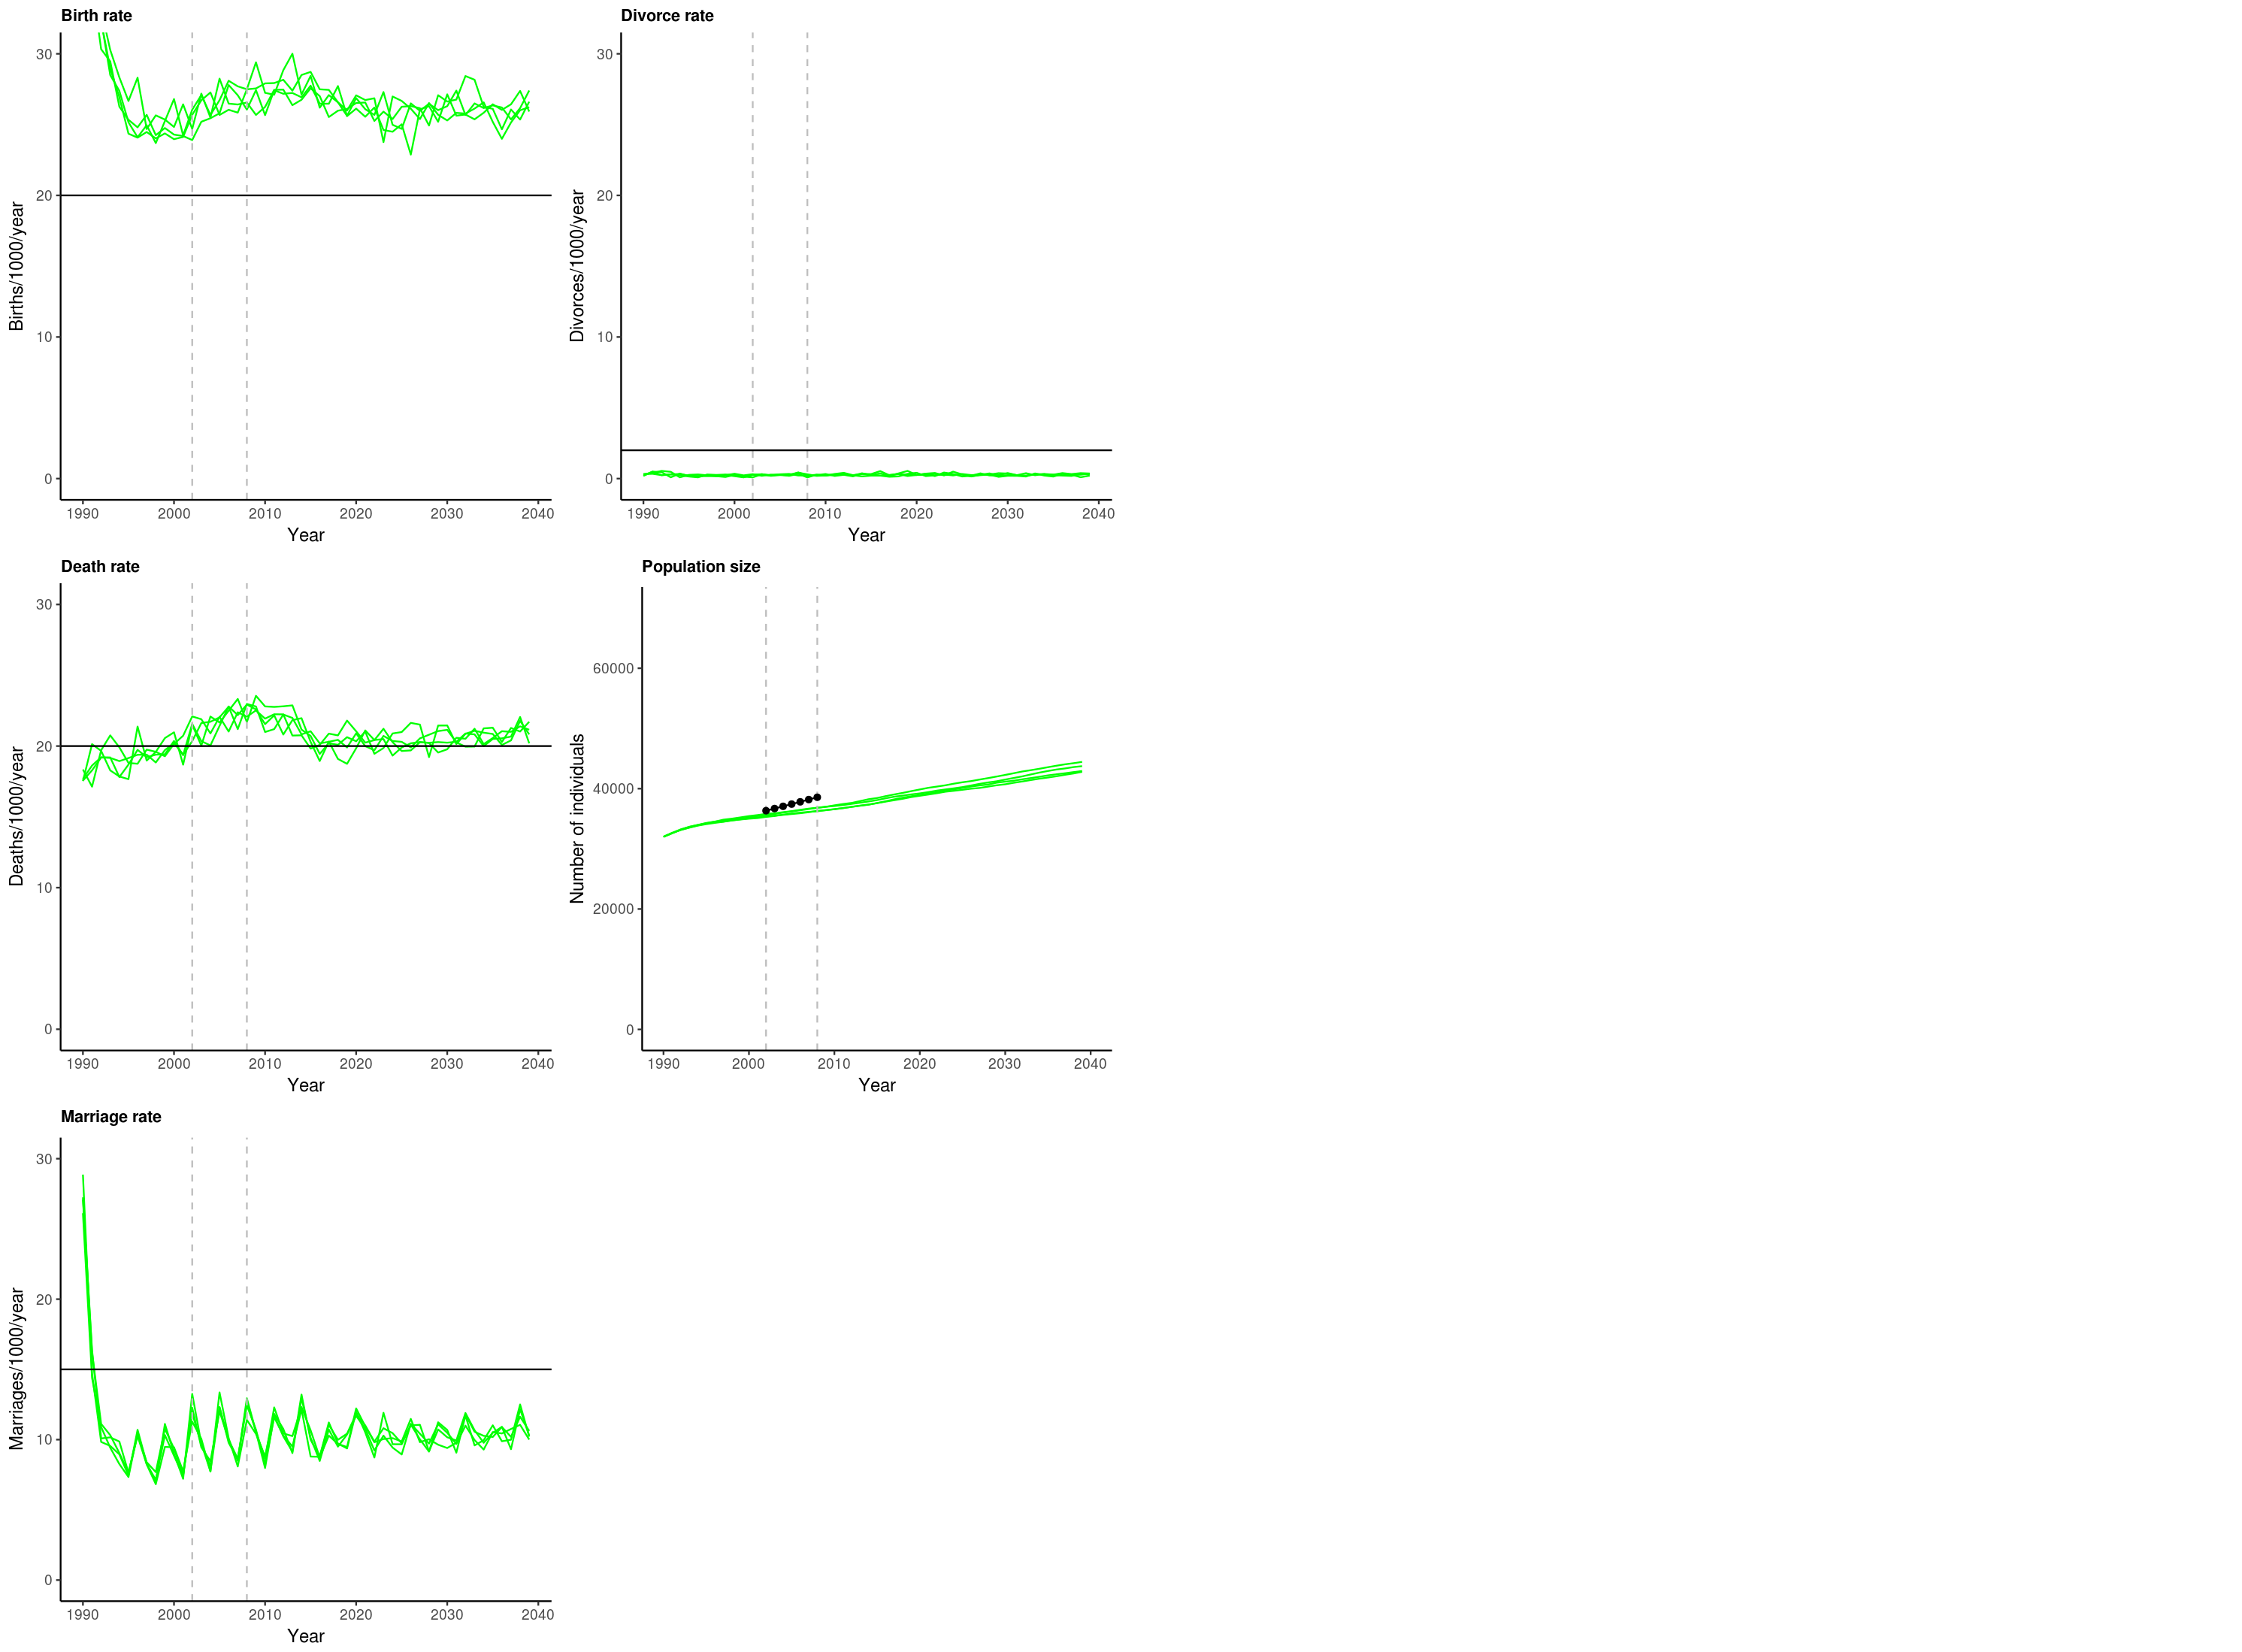 Birth rate
Births/1000/year
30
20
10
0
1990 2000 2010 2020 2030 2040
Year
Divorce rate
Divorces/1000/year
30
20
10
0
1990 2000 2010 2020 2030 2040
Year
Death rate
Deaths/1000/year
30
20
10
0
1990 2000 2010 2020 2030 2040
Year
Population size
Number of individuals
60000
40000
20000
0
1990 2000 2010 2020 2030 2040
Year
Marriage rate
Marriages/1000/year
30
20
10
0
1990 2000 2010 2020 2030 2040
Year